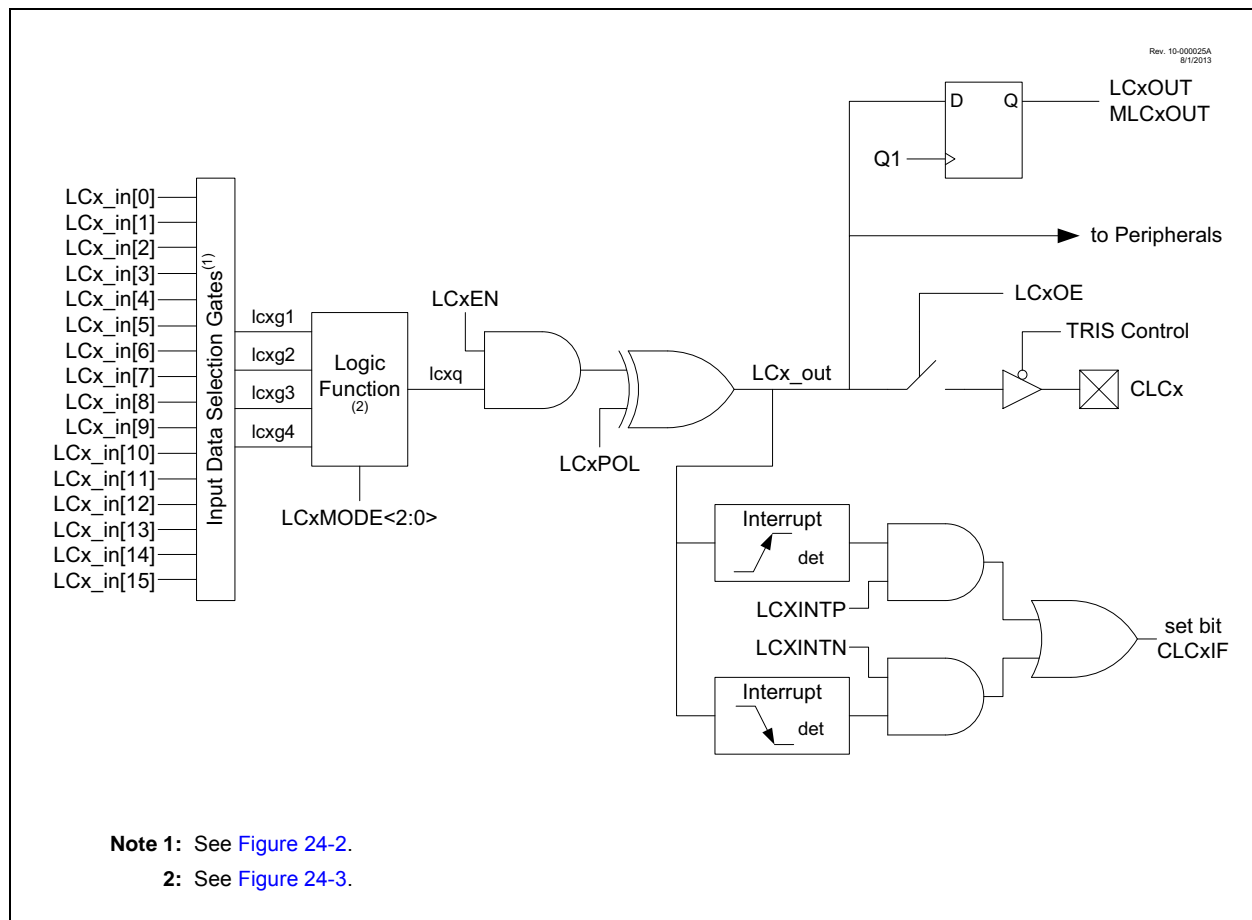 Rev. 10-000025A
8/1/2013
LCxOUT
MLCxOUT
D
Q
Q1
to Peripherals
LCxOE
TRIS Control
CLCx
LCx_in[0]
LCx_in[1]
LCx_in[2]
LCx_in[3]
LCx_in[4]
LCx_in[5]
LCx_in[6]
LCx_in[7]
LCx_in[8]
LCx_in[9]
LCx_in[10]
LCx_in[11]
LCx_in[12]
LCx_in[13]
LCx_in[14]
LCx_in[15]
Input Data Selection Gates(1)
lcxg1
lcxg2
lcxg3
lcxg4
Logic
Function
(2)
LCxMODE<2:0>
lcxq
LCxEN
LCxPOL
LCx_out
Interrupt
det
LCXINTP
LCXINTN
Interrupt
det
set bit
CLCxIF
Note 1: See Figure 24-2.
2: See Figure 24-3.